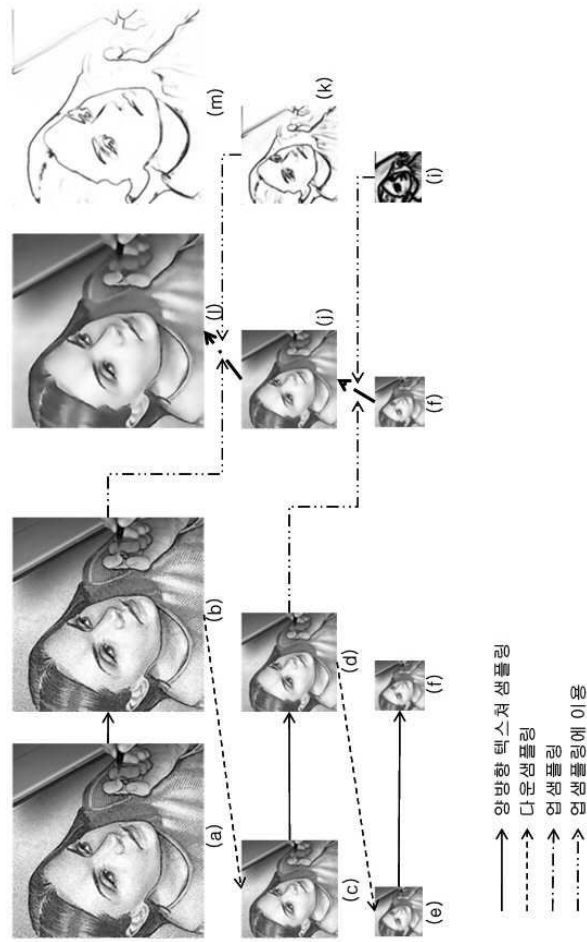 (a)
(b)
(l)
(m)
(c)
(d)
(j)
(k)
(e)
(f)
(f)
(i)
양방향 텍스쳐 샘플링
다운샘플링
업 샘플링
업 샘플링에 이용